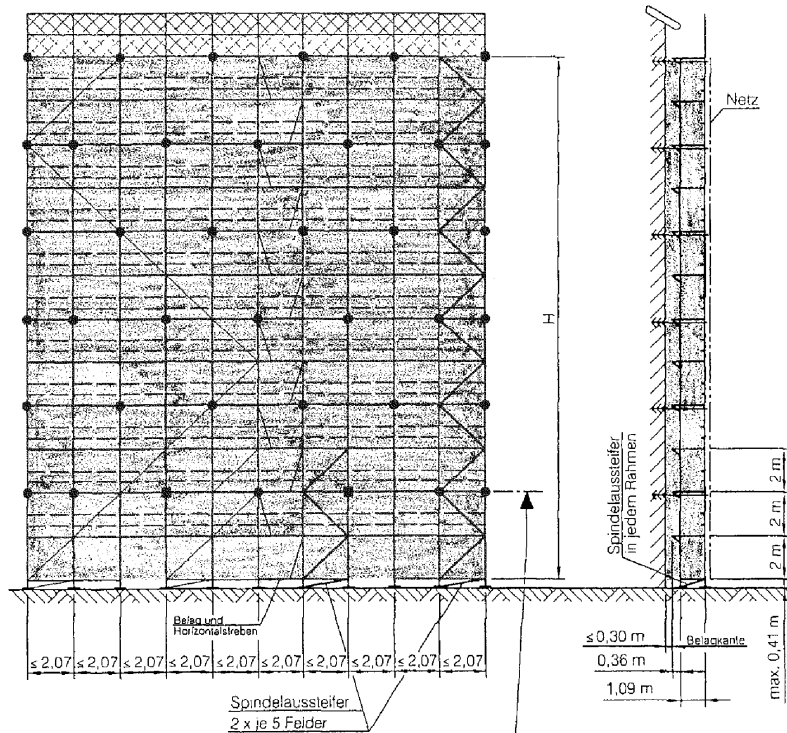 Netz
H
Spindelaussteifer
in jedem Rahmen
2 m
2 m
2 m
Belag und
Horizontalstreben
≤ 2,07 ≤ 2,07 ≤ 2,07 ≤ 2,07 ≤ 2,07 ≤ 2,07 ≤ 2,07 ≤ 2,07 ≤ 2,07 ≤ 2,07
≤ 0,30 m
Belagkante
0,36 m
1,09 m
max. 0,41 m
Spindelaussteifer
2 x je 5 Felder